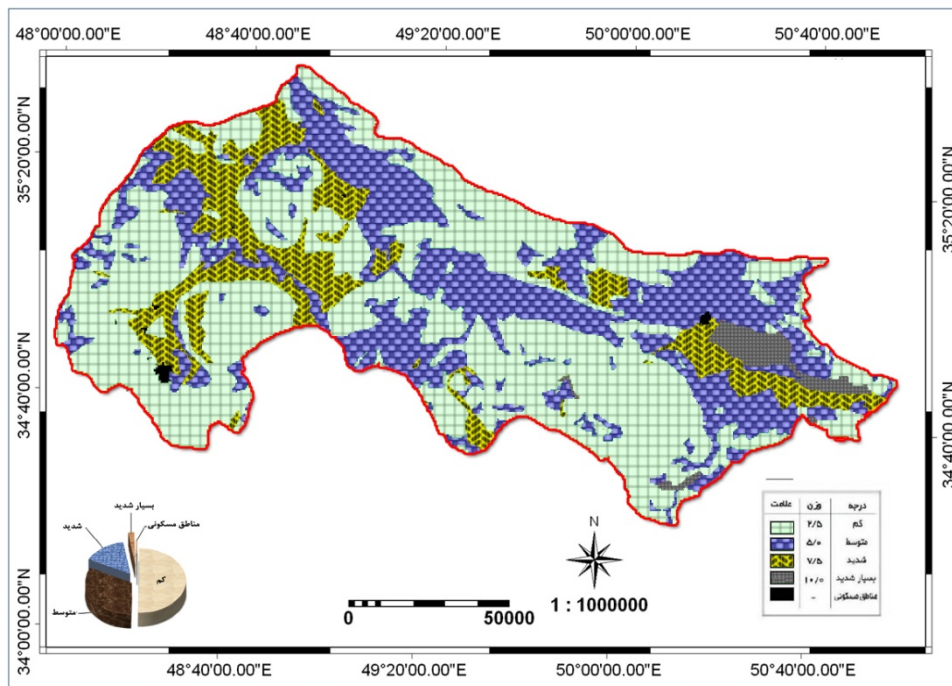 48°00'00.00"E 48°40'00.00"E 49°20'00.00"E 50°00'00.00"E 50°40'00.00"E
35°20'00.00"N
34°40'00.00"N
34°00'00.00"N
35°20'00.00"N
34°40'00.00"N
علامت وزن درجه
کم ۲/۵
متوسط ۵/۰
شدید ۷/۵
بسیار شدید ۱۰/۰
مناطق مسکونی -
بسیار شدید
شدید
مناطق مسکونی
کم
متوسط
N
0 50000
1 : 1000000
48°40'00.00"E 49°20'00.00"E 50°00'00.00"E 50°40'00.00"E